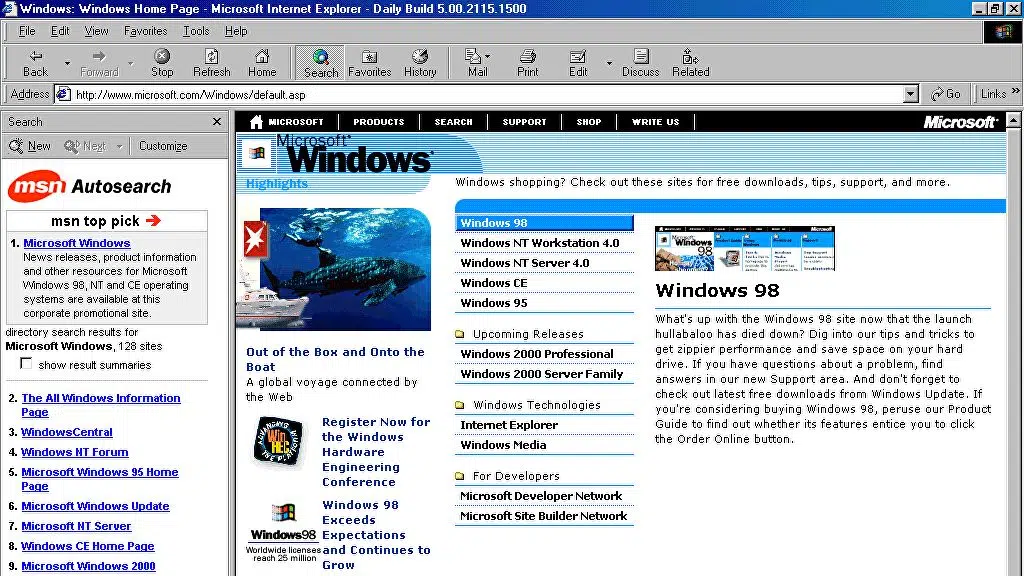 Windows: Windows Home Page - Microsoft Internet Explorer - Daily Build 5.00.2115.1500
File Edit View Favorites Tools Help
Back Forward Stop Refresh Home Search Favorites History Mail Print Edit Discuss Related
Address http://www.microsoft.com/Windows/default.asp Go Links »
Search
New Next Customize
msn Autosearch
msn top pick
1. Microsoft Windows
News releases, product information
and other resources for Microsoft
Windows 98, NT and CE operating
systems are available at this
corporate promotional site.
directory search results for
Microsoft Windows, 128 sites
show result summaries
2. The All Windows Information
Page
3. WindowsCentral
4. Windows NT Forum
5. Microsoft Windows 95 Home
Page
6. Microsoft Windows Update
7. Microsoft NT Server
8. Windows CE Home Page
9. Microsoft Windows 2000
MICROSOFT PRODUCTS SEARCH SUPPORT SHOP WRITE US
Microsoft
Microsoft
Windows
Highlights
Out of the Box and Onto the
Boat
A global voyage connected by
the Web
WinHEC
Register Now for
the Windows
Hardware
Engineering
Conference
Windows98
Worldwide licenses
reach 25 million
Windows 98
Exceeds
Expectations
and Continues to
Grow
Windows shopping? Check out these sites for free downloads, tips, support, and more.
Windows 98
Windows NT Workstation 4.0
Windows NT Server 4.0
Windows CE
Windows 95
Upcoming Releases
Windows 2000 Professional
Windows 2000 Server Family
Windows Technologies
Internet Explorer
Windows Media
For Developers
Microsoft Developer Network
Microsoft Site Builder Network
Windows 98
What's up with the Windows 98 site now that the launch
hullabaloo has died down? Dig into our tips and tricks to
get zippier performance and save space on your hard
drive. If you have questions about a problem, find
answers in our new Support area. And don't forget to
check out latest free downloads from Windows Update. If
you're considering buying Windows 98, peruse our Product
Guide to find out whether its features entice you to click
the Order Online button.